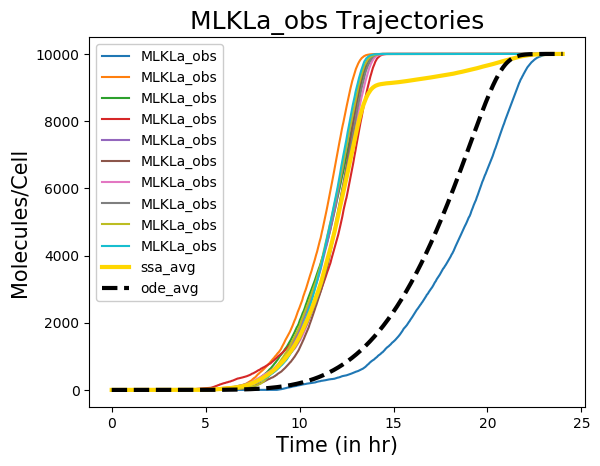 MLKLa_obs Trajectories
Molecules/Cell
10000
8000
6000
4000
2000
0
MLKLa_obs
MLKLa_obs
MLKLa_obs
MLKLa_obs
MLKLa_obs
MLKLa_obs
MLKLa_obs
MLKLa_obs
MLKLa_obs
MLKLa_obs
ssa_avg
ode_avg
0 5 10 15 20 25
Time (in hr)